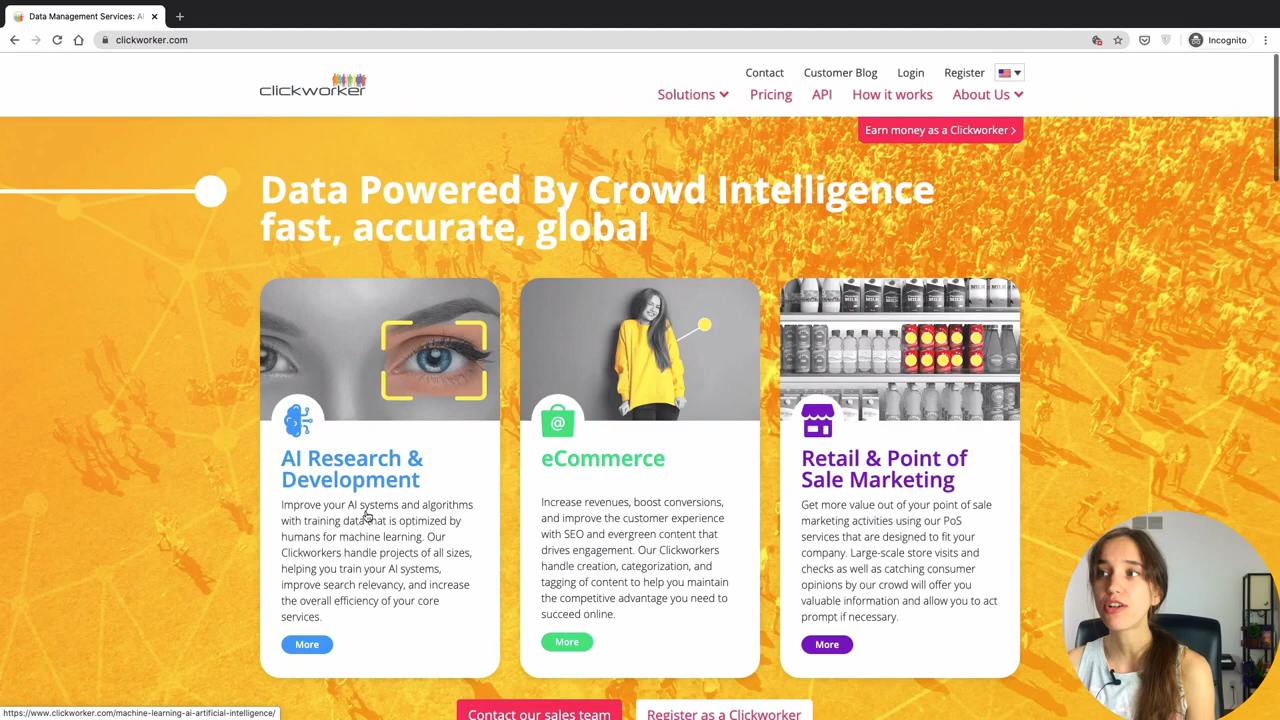 Data Management Services: AI
clickworker.com
Incognito
clickworker
Contact Customer Blog Login Register
Solutions Pricing API How it works About Us
Earn money as a Clickworker >
Data Powered By Crowd Intelligence
fast, accurate, global
AI Research &
Development
Improve your AI systems and algorithms
with training data that is optimized by
humans for machine learning. Our
Clickworkers handle projects of all sizes,
helping you train your AI systems,
improve search relevancy, and increase
the overall efficiency of your core
services.
More
@
eCommerce
Increase revenues, boost conversions,
and improve the customer experience
with SEO and evergreen content that
drives engagement. Our Clickworkers
handle creation, categorization, and
tagging of content to help you maintain
the competitive advantage you need to
succeed online.
More
MILK MILK
Retail & Point of
Sale Marketing
Get more value out of your point of sale
marketing activities using our PoS
services that are designed to fit your
company. Large-scale store visits and
checks as well as catching consumer
opinions by our crowd will offer you
valuable information and allow you to act
prompt if necessary.
More
Contact our sales team Register as a Clickworker
https://www.clickworker.com/machine-learning-ai-artificial-intelligence/